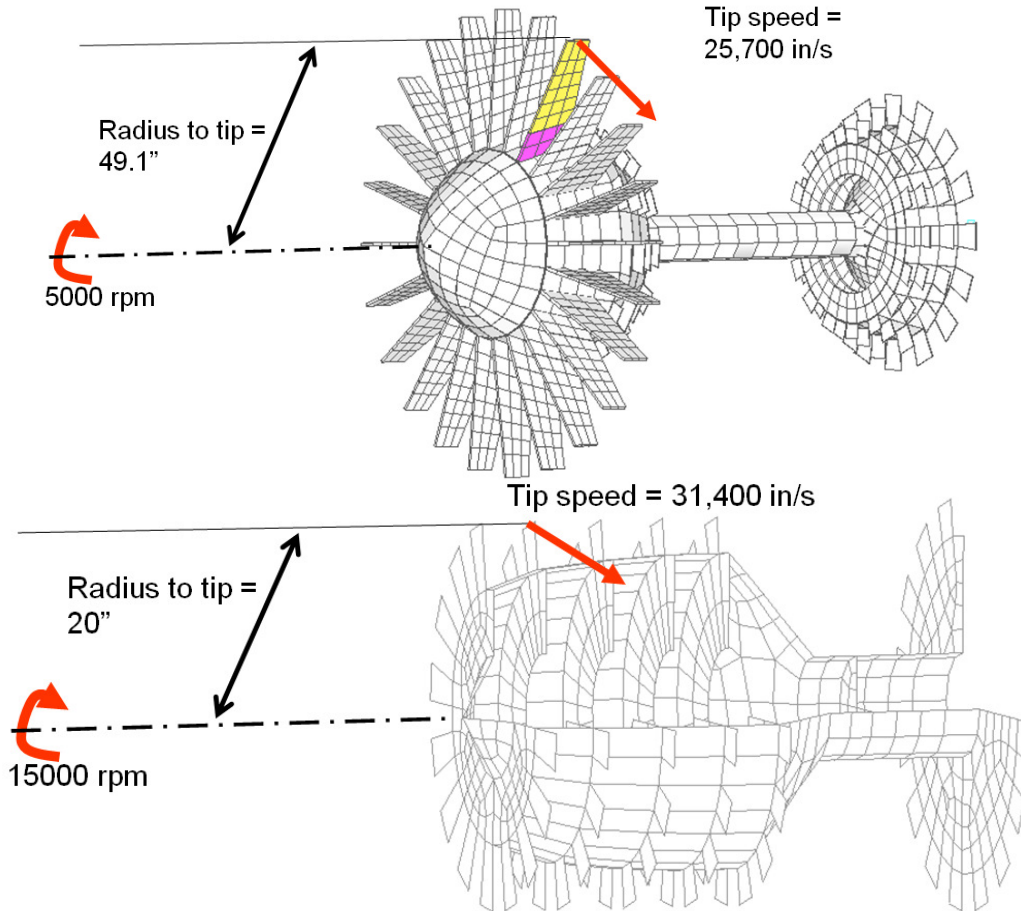 Tip speed =
25,700 in/s
Radius to tip =
49.1”
5000 rpm
Tip speed = 31,400 in/s
Radius to tip =
20”
15000 rpm